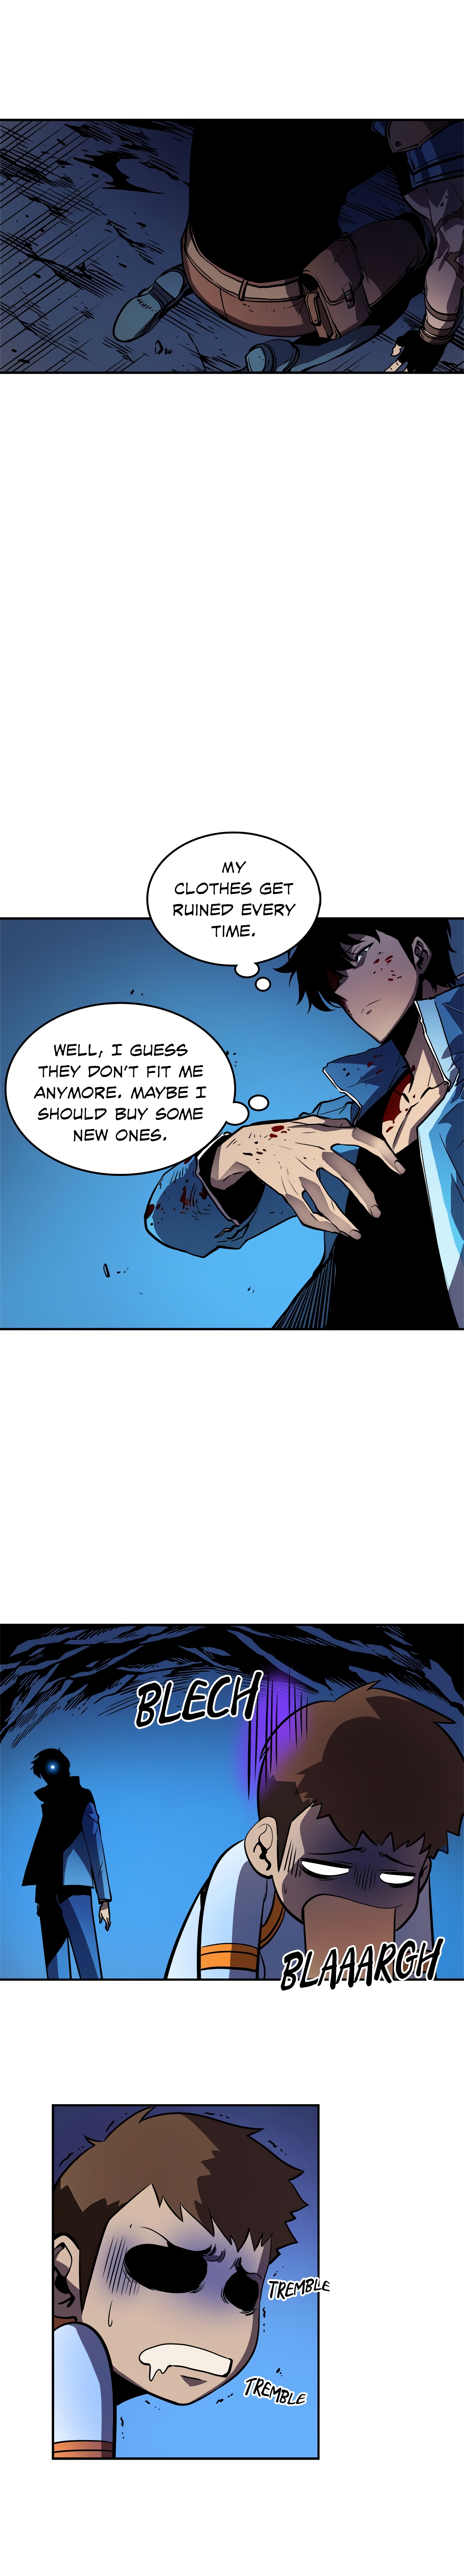 MY
CLOTHES GET
RUINED EVERY
TIME.
WELL, I GUESS
THEY DON'T FIT ME
ANYMORE. MAYBE I
SHOULD BUY SOME
NEW ONES.
BLECH
BLAAARGH
TREMBLE
TREMBLE